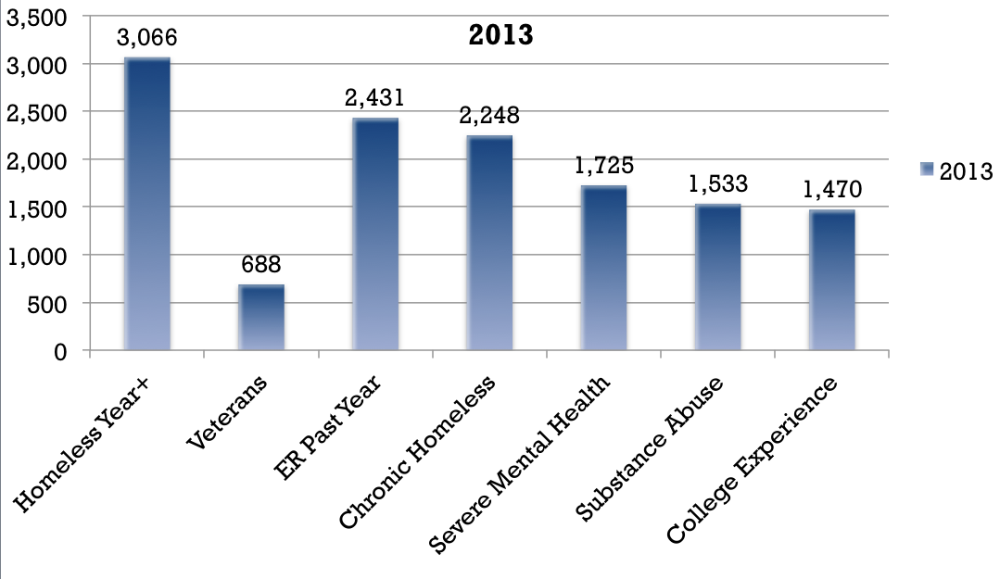 2013
3,500
3,000
2,500
2,000
1,500
1,000
500
0
3,066
688
2,431
2,248
1,725
1,533
1,470
2013
Homeless Year+
Veterans
ER Past Year
Chronic Homeless
Severe Mental Health
Substance Abuse
College Experience